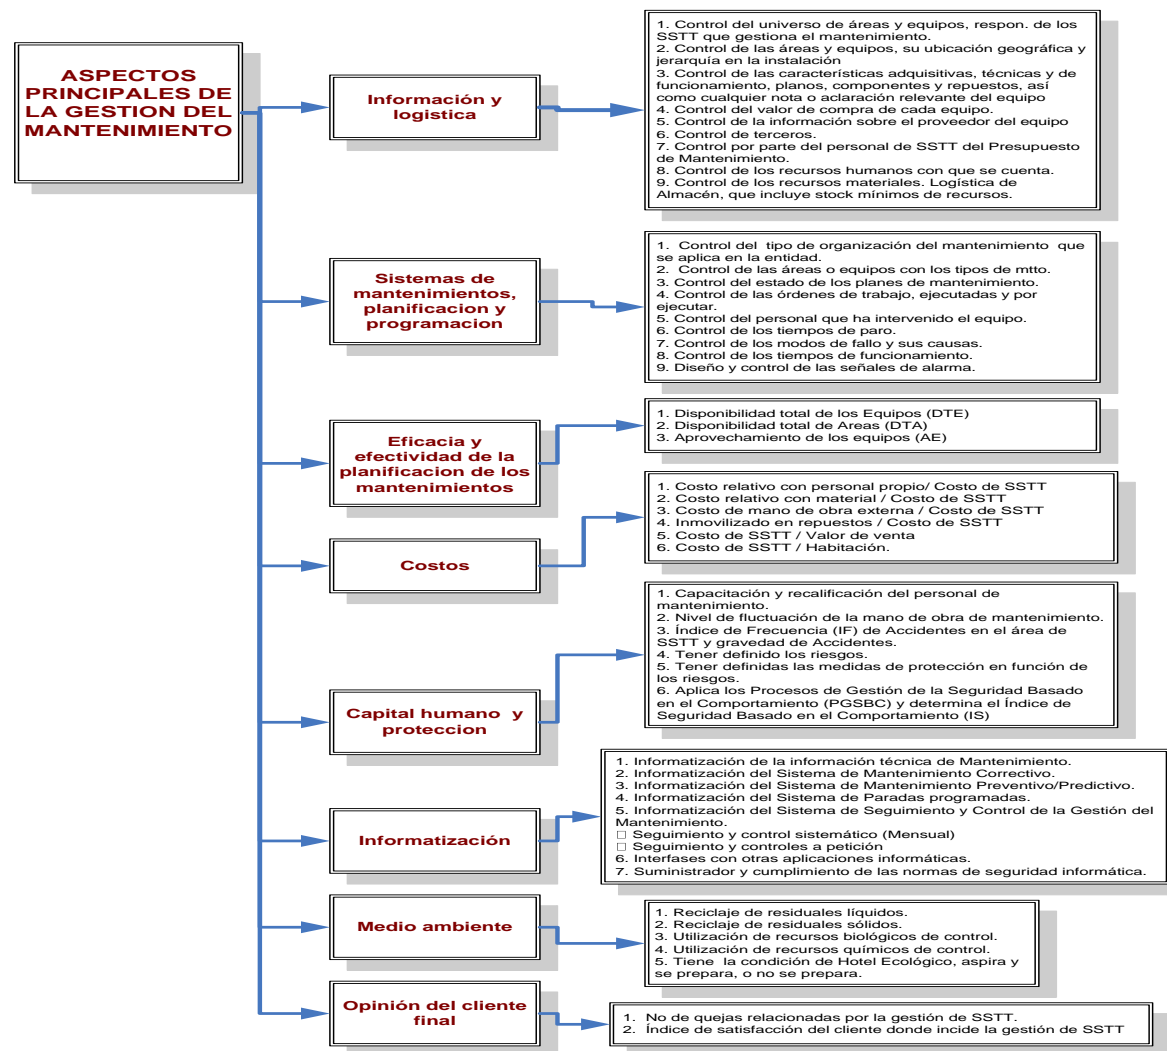 ASPECTOS
PRINCIPALES DE
LA GESTION DEL
MANTENIMIENTO
Información y
logistica
1. Control del universo de áreas y equipos, respon. de los
SSTT que gestiona el mantenimiento.
2. Control de las áreas y equipos, su ubicación geográfica y
jerarquía en la instalación
3. Control de las características adquisitivas, técnicas y de
funcionamiento, planos, componentes y repuestos, así
como cualquier nota o aclaración relevante del equipo
4. Control del valor de compra de cada equipo.
5. Control de la información sobre el proveedor del equipo
6. Control de terceros.
7. Control por parte del personal de SSTT del Presupuesto
de Mantenimiento.
8. Control de los recursos humanos con que se cuenta.
9. Control de los recursos materiales. Logística de
Almacén, que incluye stock mínimos de recursos.
Sistemas de
mantenimientos,
planificacion y
programacion
1. Control del tipo de organización del mantenimiento que
se aplica en la entidad.
2. Control de las áreas o equipos con los tipos de mtto.
3. Control del estado de los planes de mantenimiento.
4. Control de las órdenes de trabajo, ejecutadas y por
ejecutar.
5. Control del personal que ha intervenido el equipo.
6. Control de los tiempos de paro.
7. Control de los modos de fallo y sus causas.
8. Control de los tiempos de funcionamiento.
9. Diseño y control de las señales de alarma.
Eficacia y
efectividad de la
planificacion de los
mantenimientos
1. Disponibilidad total de los Equipos (DTE)
2. Disponibilidad total de Areas (DTA)
3. Aprovechamiento de los equipos (AE)
Costos
1. Costo relativo con personal propio/ Costo de SSTT
2. Costo relativo con material / Costo de SSTT
3. Costo de mano de obra externa / Costo de SSTT
4. Inmovilizado en repuestos / Costo de SSTT
5. Costo de SSTT / Valor de venta
6. Costo de SSTT / Habitación.
Capital humano y
proteccion
1. Capacitación y recalificación del personal de
mantenimiento.
2. Nivel de fluctuación de la mano de obra de mantenimiento.
3. Índice de Frecuencia (IF) de Accidentes en el área de
SSTT y gravedad de Accidentes.
4. Tener definido los riesgos.
5. Tener definidas las medidas de protección en función de
los riesgos.
6. Aplica los Procesos de Gestión de la Seguridad Basado
en el Comportamiento (PGSBC) y determina el Índice de
Seguridad Basado en el Comportamiento (IS)
Informatización
1. Informatización de la información técnica de Mantenimiento.
2. Informatización del Sistema de Mantenimiento Correctivo.
3. Informatización del Sistema de Mantenimiento Preventivo/Predictivo.
4. Informatización del Sistema de Paradas programadas.
5. Informatización del Sistema de Seguimiento y Control de la Gestión del
Mantenimiento.
□ Seguimiento y control sistemático (Mensual)
□ Seguimiento y controles a petición
6. Interfases con otras aplicaciones informáticas.
7. Suministrador y cumplimiento de las normas de seguridad informática.
Medio ambiente
1. Reciclaje de residuales líquidos.
2. Reciclaje de residuales sólidos.
3. Utilización de recursos biológicos de control.
4. Utilización de recursos químicos de control.
5. Tiene la condición de Hotel Ecológico, aspira y
se prepara, o no se prepara.
Opinión del cliente
final
1. No de quejas relacionadas por la gestión de SSTT.
2. Índice de satisfacción del cliente donde incide la gestión de SSTT